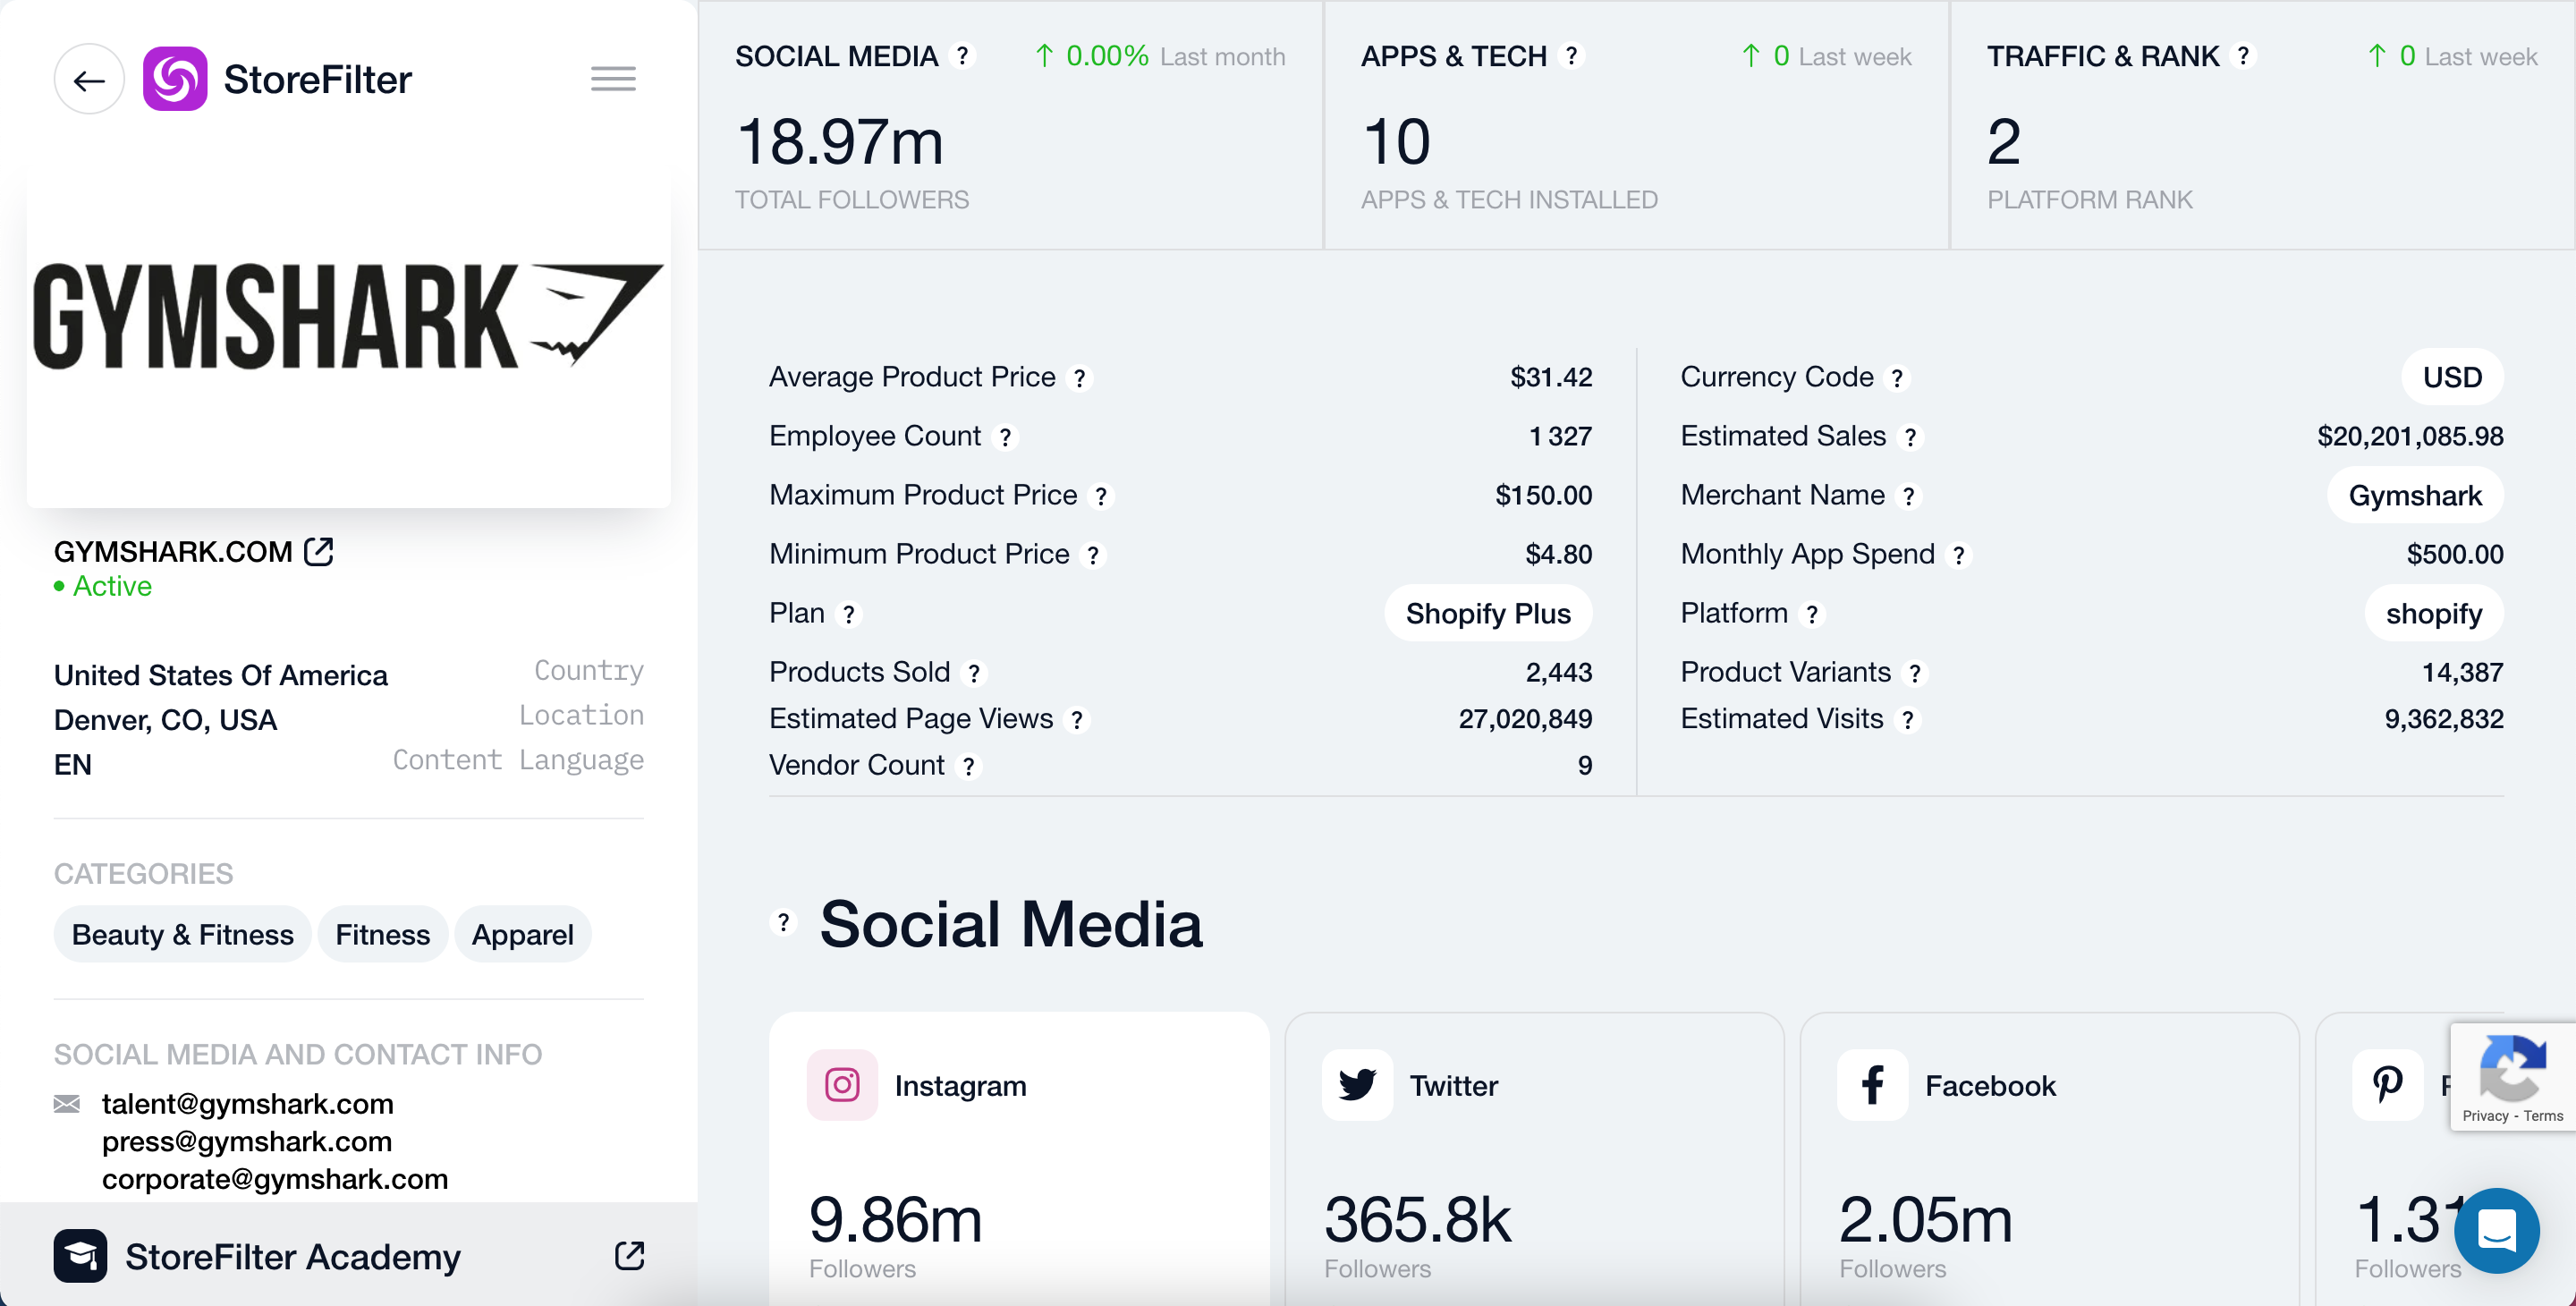 StoreFilter
GYMSHARK
GYMSHARK.COM
Active
United States Of America Country
Denver, CO, USA Location
EN Content Language
CATEGORIES
Beauty & Fitness Fitness Apparel
SOCIAL MEDIA AND CONTACT INFO
talent@gymshark.com
press@gymshark.com
corporate@gymshark.com
StoreFilter Academy
SOCIAL MEDIA ? ↑ 0.00% Last month
18.97m
TOTAL FOLLOWERS
APPS & TECH ? ↑ 0 Last week
10
APPS & TECH INSTALLED
TRAFFIC & RANK ? ↑ 0 Last week
2
PLATFORM RANK
Average Product Price ? $31.42
Employee Count ? 1 327
Maximum Product Price ? $150.00
Minimum Product Price ? $4.80
Plan ? Shopify Plus
Products Sold ? 2,443
Estimated Page Views ? 27,020,849
Vendor Count ? 9
Currency Code ? USD
Estimated Sales ? $20,201,085.98
Merchant Name ? Gymshark
Monthly App Spend ? $500.00
Platform ? shopify
Product Variants ? 14,387
Estimated Visits ? 9,362,832
? Social Media
Instagram
9.86m
Followers
Twitter
365.8k
Followers
Facebook
2.05m
Followers
Followers
Privacy - Terms